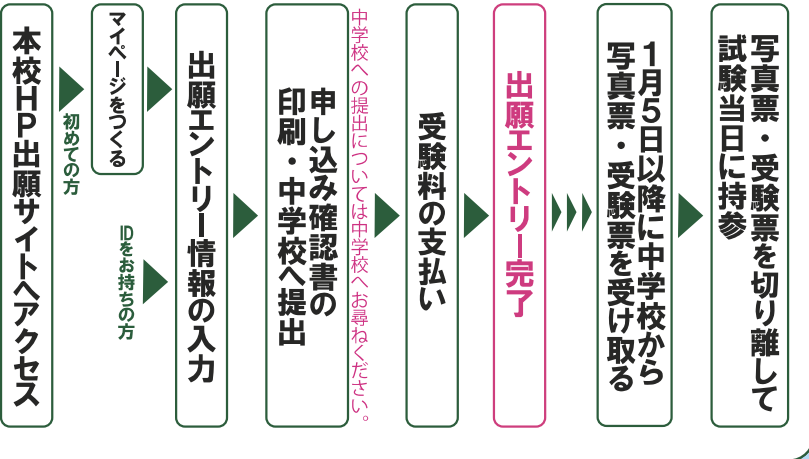 本校HP出願サイトへアクセス
初めての方
マイページをつくる
IDをお持ちの方
出願エントリー情報の入力
申し込み確認書の
印刷・中学校へ提出
中学校への提出については中学校へお尋ねください。
受験料の支払い
出願エントリー完了
1月5日以降に中学校から
写真票・受験票を受け取る
写真票・受験票を切り離して
試験当日に持参